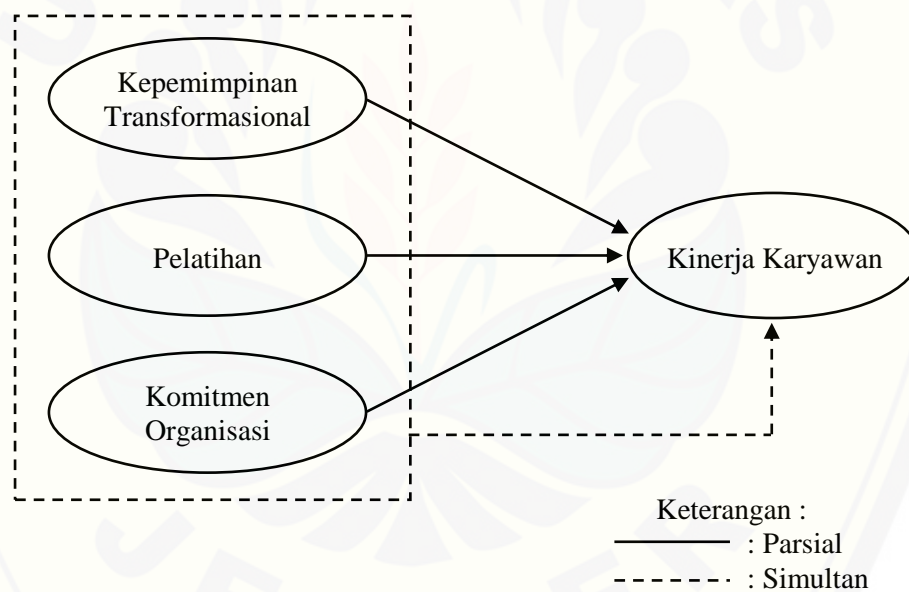 Kepemimpinan
Transformasional
Pelatihan
Kinerja Karyawan
Komitmen
Organisasi
Keterangan :
: Parsial
: Simultan